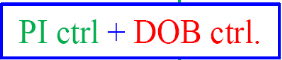 PI ctrl + DOB ctrl.